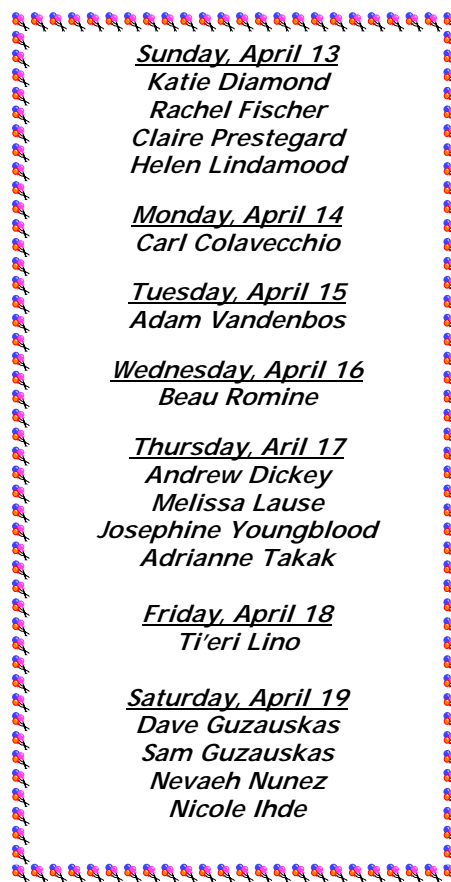 Sunday, April 13
Katie Diamond
Rachel Fischer
Claire Prestegard
Helen Lindamood
Monday, April 14
Carl Colavecchio
Tuesday, April 15
Adam Vandenbos
Wednesday, April 16
Beau Romine
Thursday, Aril 17
Andrew Dickey
Melissa Lause
Josephine Youngblood
Adrianne Takak
Friday, April 18
Ti’eri Lino
Saturday, April 19
Dave Guzauskas
Sam Guzauskas
Nevaeh Nunez
Nicole Ihde